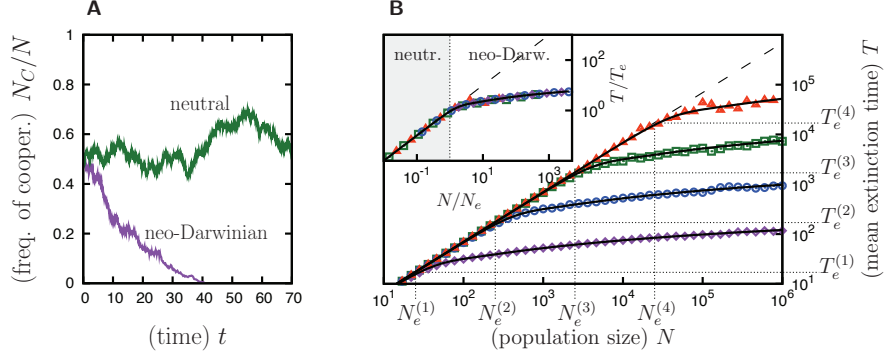 A
(freq. of cooper.) N_C/N
1
0.8
0.6
0.4
0.2
0
neutral
neo-Darwinian
0 10 20 30 40 50 60 70
(time) t
B
neutr.
neo-Darw.
10^2
10^0
T/T_e
10^-1 10^1 10^3
N/N_e
10^5
T_e^(4)
10^4
T_e^(3)
10^3
T_e^(2)
10^2
T_e^(1)
10^1
(mean extinction time) T
10^1 10^2 10^3 10^4 10^5 10^6
N_e^(1) N_e^(2) N_e^(3) N_e^(4)
(population size) N